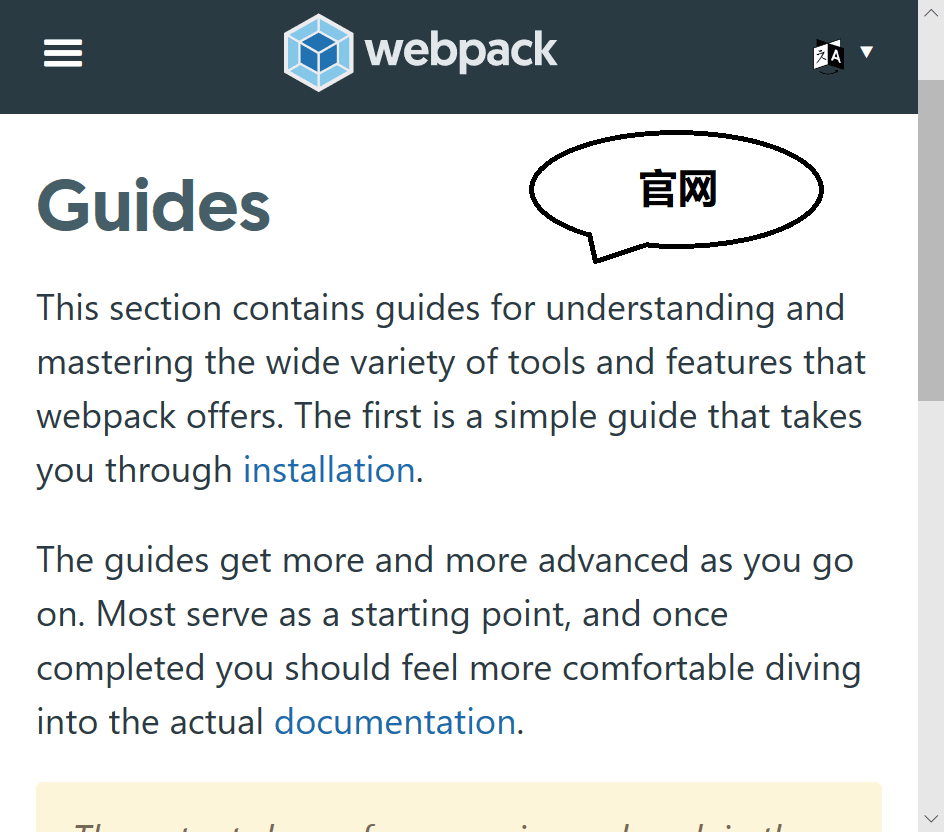 webpack
官网
Guides
This section contains guides for understanding and
mastering the wide variety of tools and features that
webpack offers. The first is a simple guide that takes
you through installation.
The guides get more and more advanced as you go
on. Most serve as a starting point, and once
completed you should feel more comfortable diving
into the actual documentation.